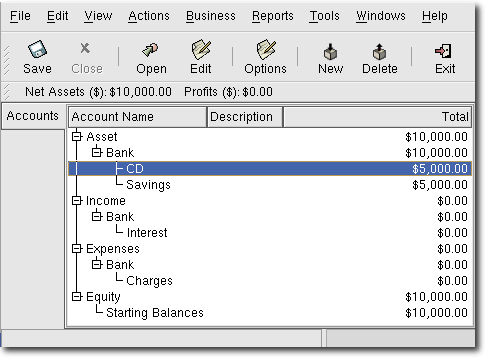 File Edit View Actions Business Reports Tools Windows Help
Save Close Open Edit Options New Delete Exit
Net Assets ($): $10,000.00 Profits ($): $0.00
Accounts
Account Name Description Total
Asset $10,000.00
Bank $10,000.00
CD $5,000.00
Savings $5,000.00
Income $0.00
Bank $0.00
Interest $0.00
Expenses $0.00
Bank $0.00
Charges $0.00
Equity $10,000.00
Starting Balances $10,000.00